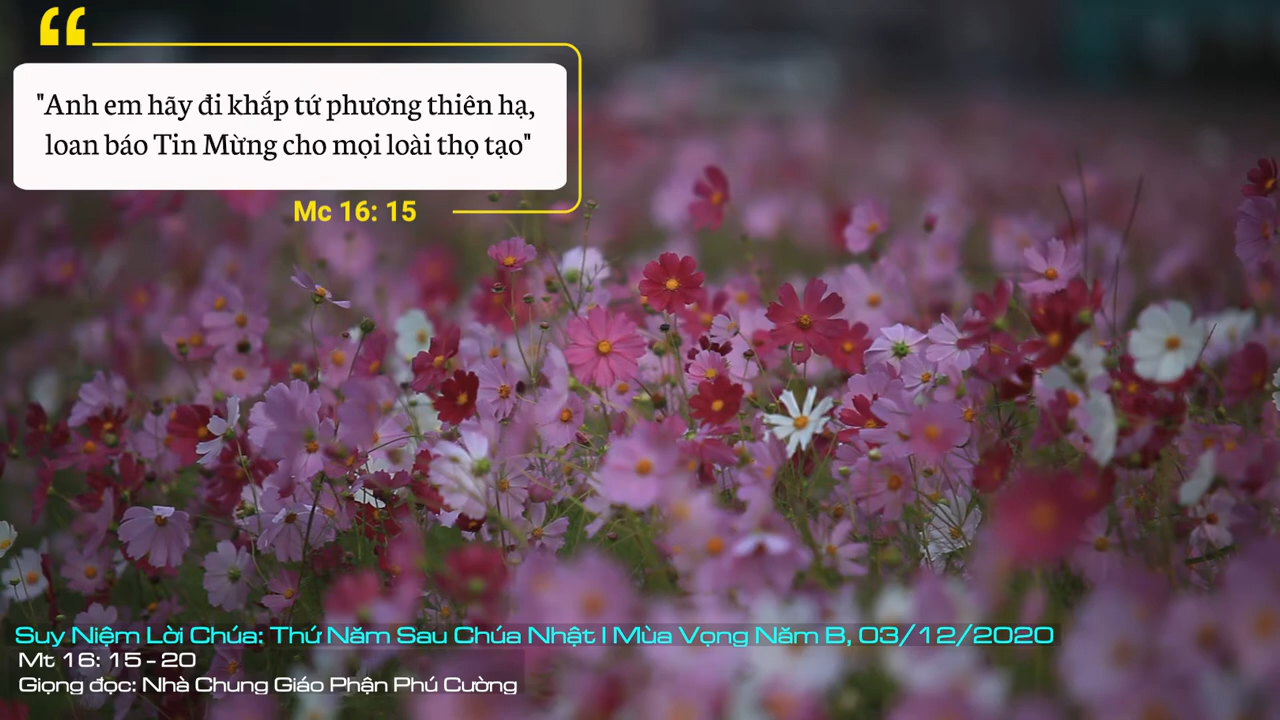 "Anh em hãy đi khắp tứ phương thiên hạ,
loan báo Tin Mừng cho mọi loài thọ tạo"
Mc 16: 15
Suy Niệm Lời Chúa: Thứ Năm Sau Chúa Nhật I Mùa Vọng Năm B, 03/12/2020
Mt 16: 15 - 20
Giọng đọc: Nhà Chung Giáo Phận Phú Cường